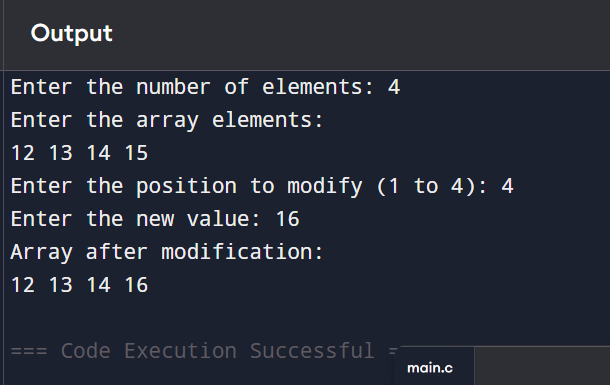 Output
Enter the number of elements: 4
Enter the array elements:
12 13 14 15
Enter the position to modify (1 to 4): 4
Enter the new value: 16
Array after modification:
12 13 14 16
=== Code Execution Successful =
main.c